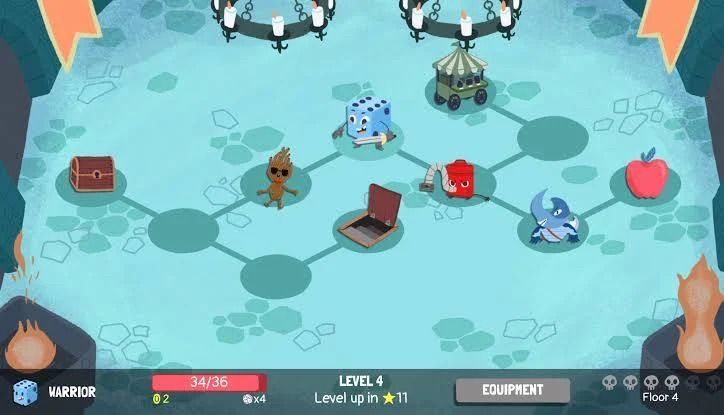 34/36
2
x4
WARRIOR
LEVEL 4
Level up in 11
EQUIPMENT
Floor 4